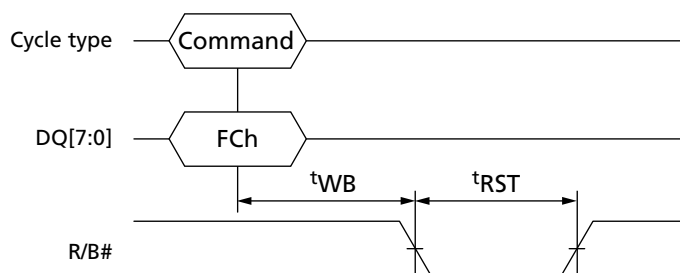 Cycle type
Command
DQ[7:0]
FCh
tWB
tRST
R/B#